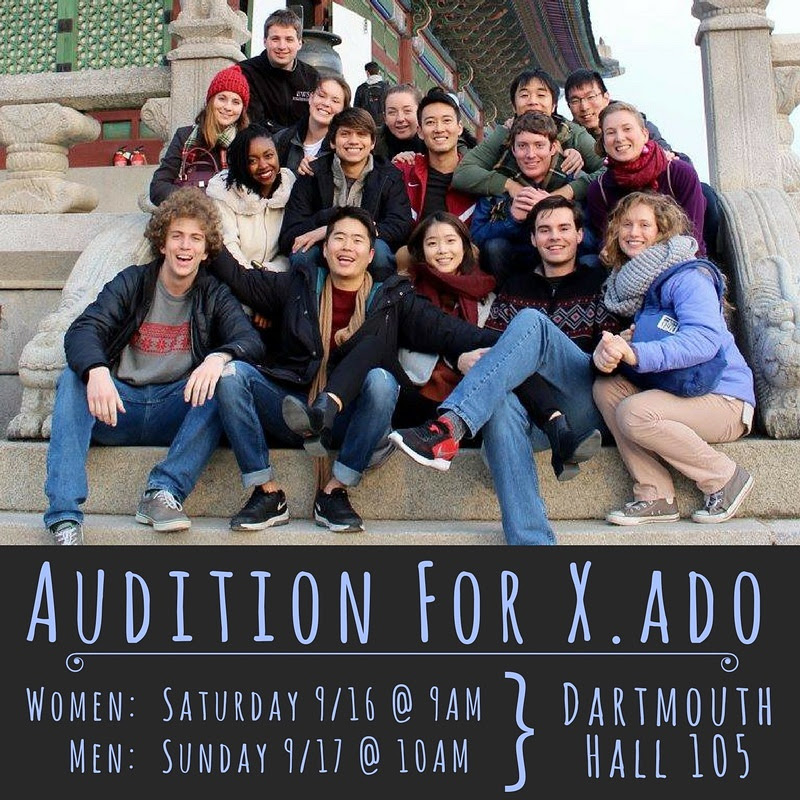 Audition For X.ado
Women: Saturday 9/16 @ 9AM
Men: Sunday 9/17 @ 10AM
Dartmouth
Hall 105